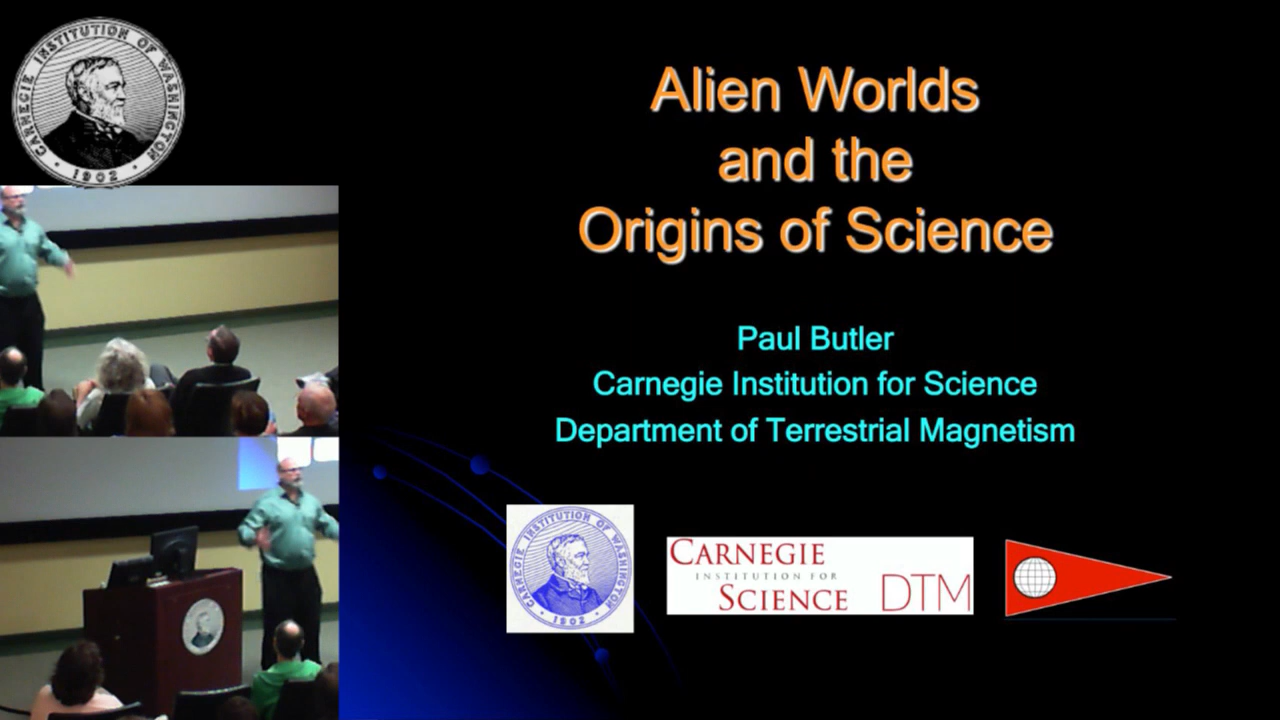 CARNEGIE INSTITUTION OF WASHINGTON
1902
Alien Worlds
and the
Origins of Science
Paul Butler
Carnegie Institution for Science
Department of Terrestrial Magnetism
CARNEGIE INSTITUTION OF WASHINGTON
1902
CARNEGIE
INSTITUTION FOR
SCIENCE
DTM